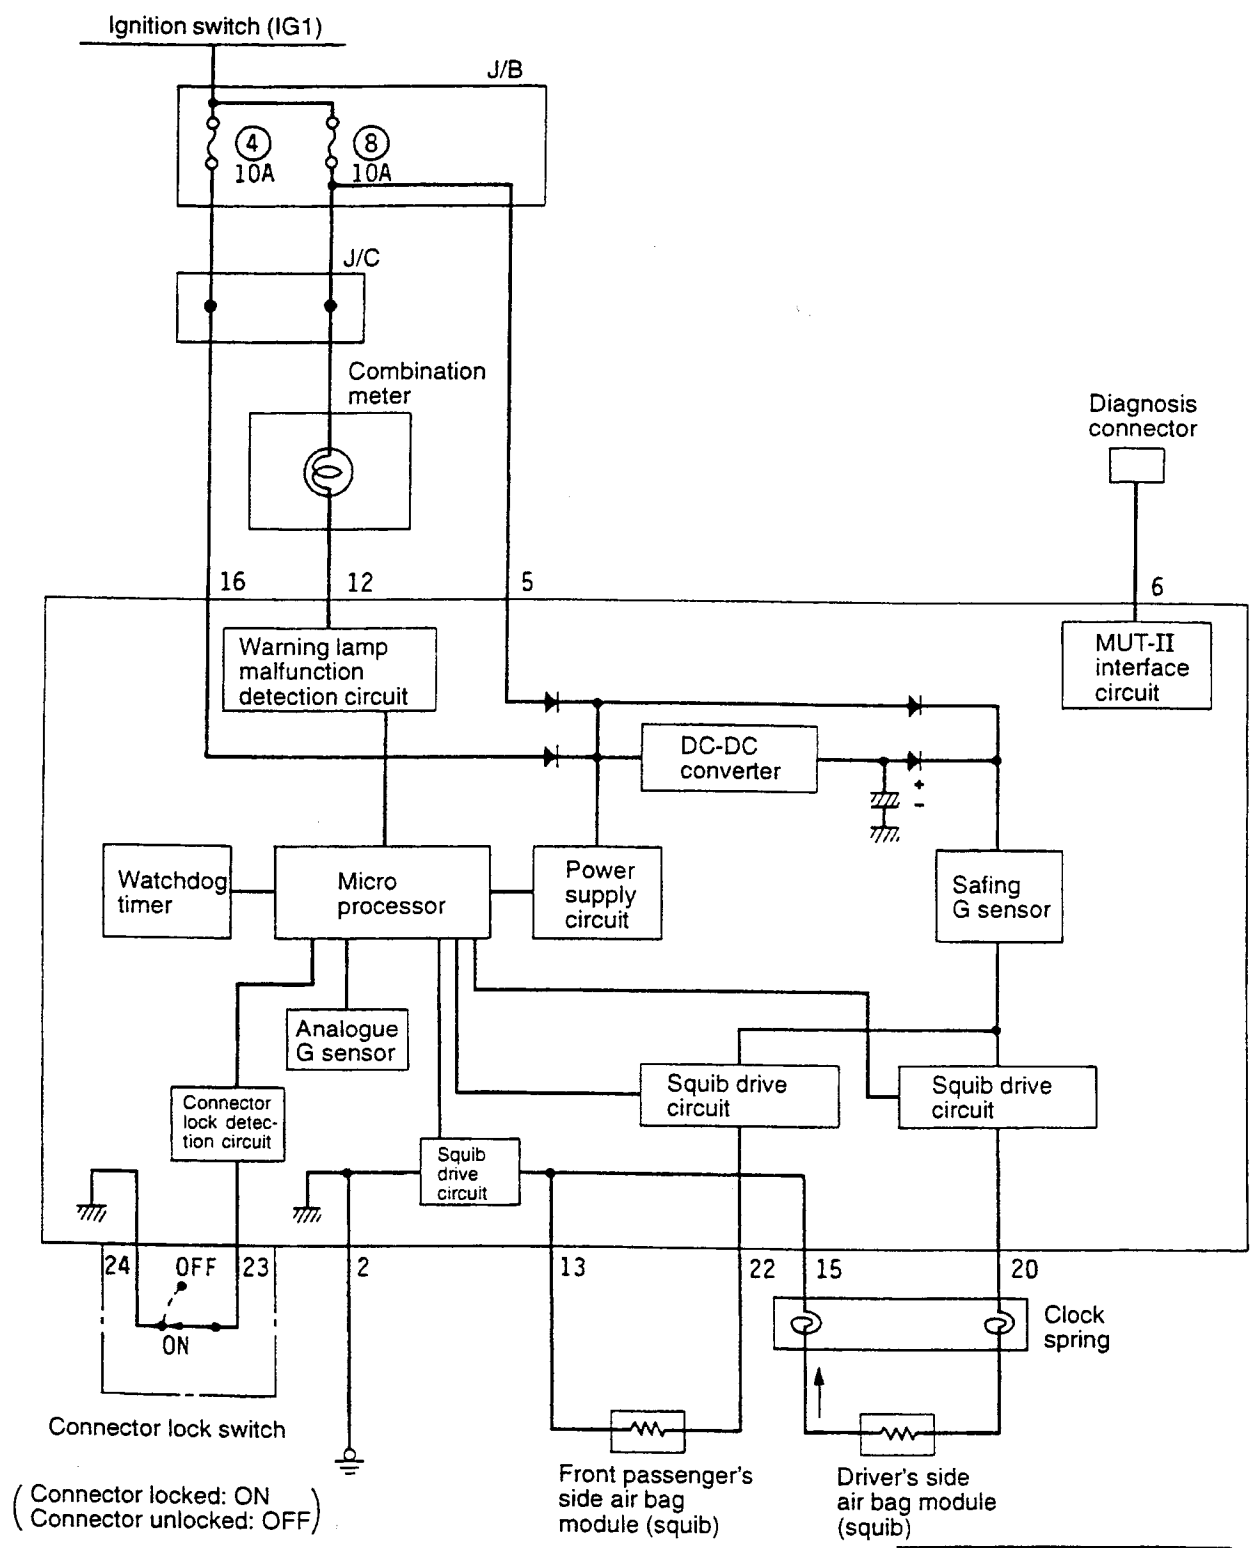 Ignition switch (IG1)
J/B
4
10A
8
10A
J/C
Combination
meter
Diagnosis
connector
16
12
5
6
Warning lamp
malfunction
detection circuit
MUT-II
interface
circuit
DC-DC
converter
+
–
Watchdog
timer
Micro
processor
Power
supply
circuit
Safing
G sensor
Analogue
G sensor
Squib drive
circuit
Squib drive
circuit
Connector
lock detec-
tion circuit
Squib
drive
circuit
24
OFF
23
2
13
22
15
20
ON
Clock
spring
Connector lock switch
Front passenger's
side air bag
module (squib)
Driver's side
air bag module
(squib)
(Connector locked: ON
Connector unlocked: OFF)